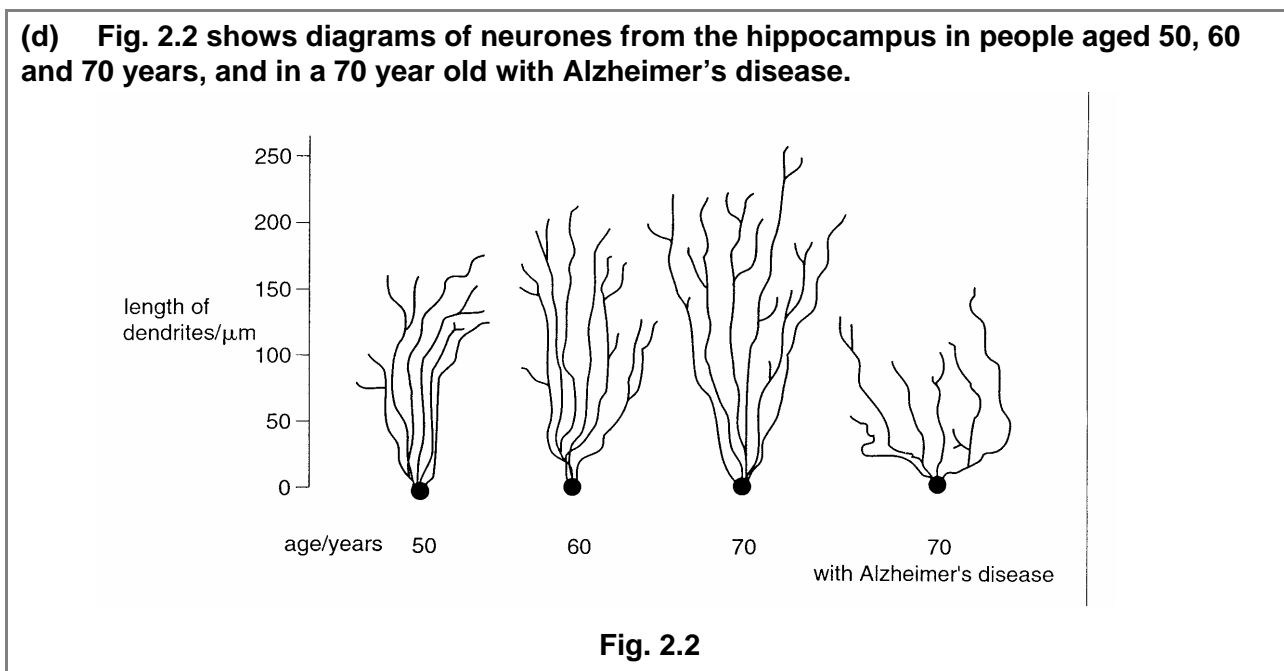 (d) Fig. 2.2 shows diagrams of neurones from the hippocampus in people aged 50, 60
and 70 years, and in a 70 year old with Alzheimer’s disease.
250
200
150
length of
dendrites/μm
100
50
0
age/years 50 60 70 70
with Alzheimer's disease
Fig. 2.2